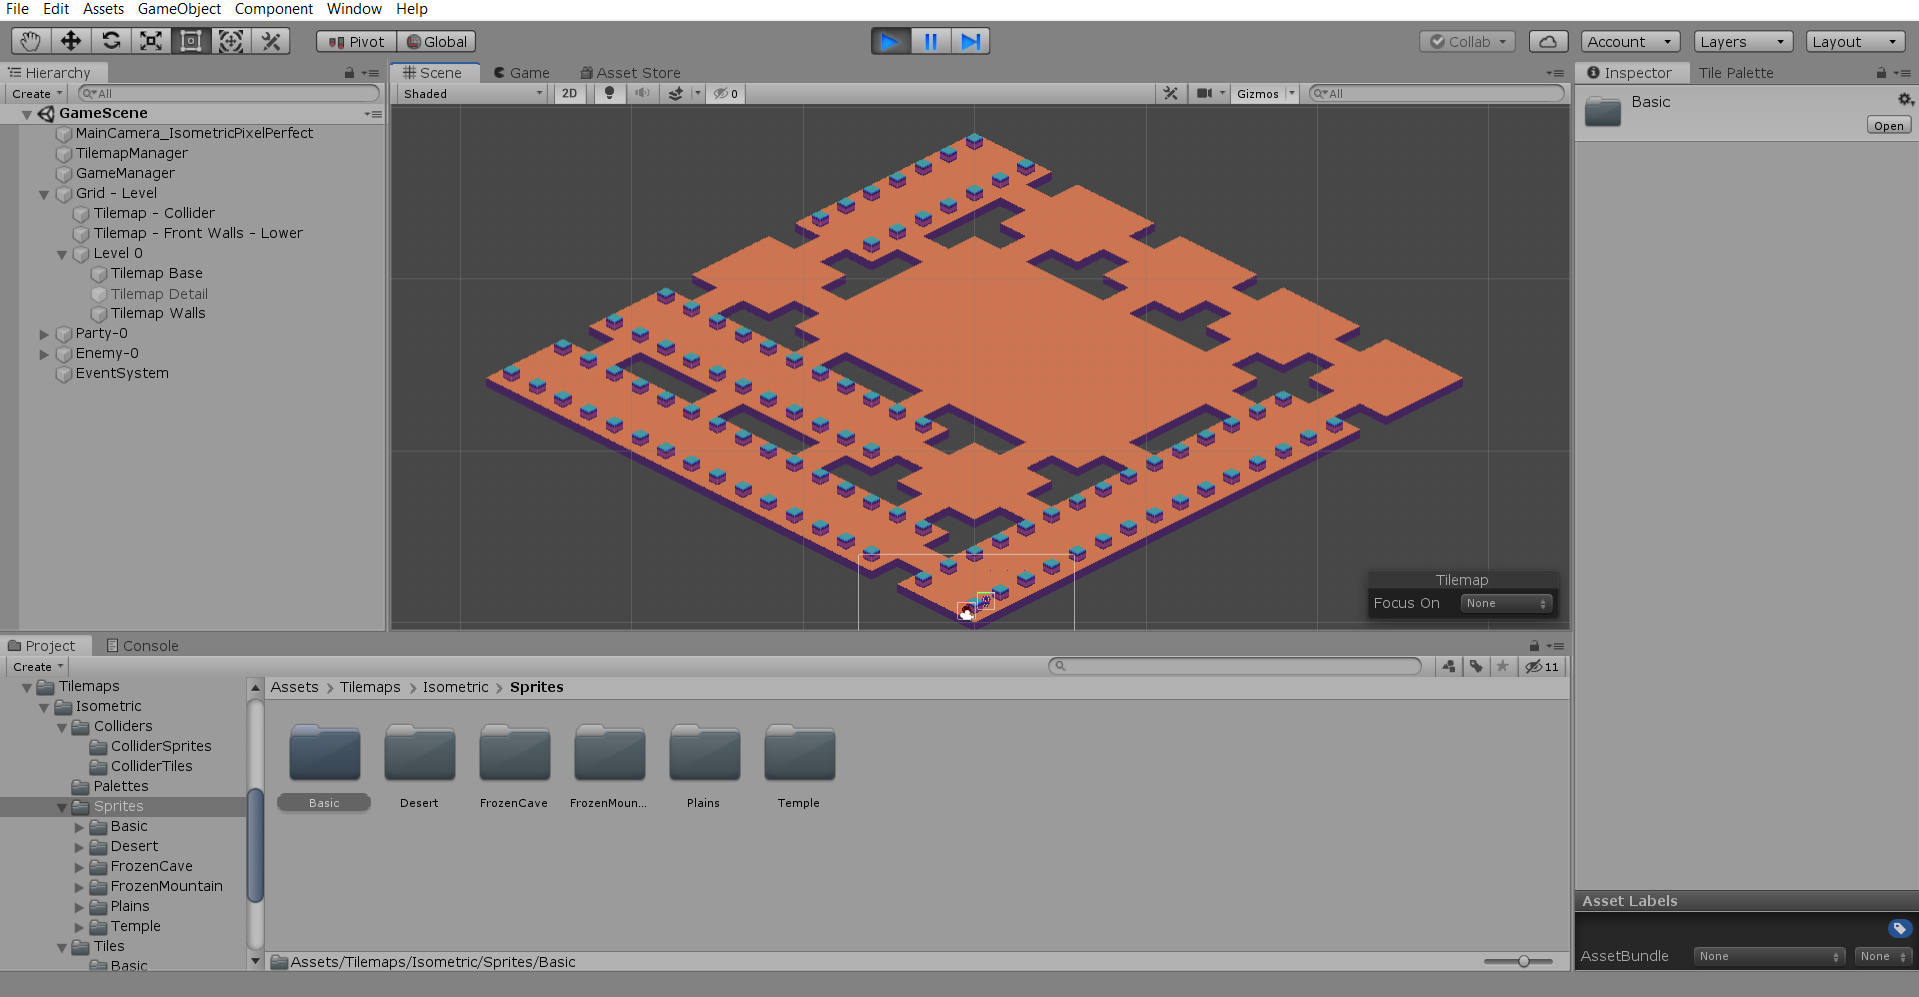 File Edit Assets GameObject Component Window Help
Pivot Global Collab Account Layers Layout
Hierarchy
Create All
GameScene
MainCamera_IsometricPixelPerfect
TilemapManager
GameManager
Grid - Level
Tilemap - Collider
Tilemap - Front Walls - Lower
Level 0
Tilemap Base
Tilemap Detail
Tilemap Walls
Party-0
Enemy-0
EventSystem
Scene Game Asset Store
Shaded 2D 0 Gizmos All
Tilemap
Focus On None
Inspector Tile Palette
Basic
Open
Project Console
Create 11
Tilemaps
Isometric
Colliders
ColliderSprites
ColliderTiles
Palettes
Sprites
Basic
Desert
FrozenCave
FrozenMountain
Plains
Temple
Tiles
Basic
Assets Tilemaps Isometric Sprites
Basic Desert FrozenCave FrozenMoun... Plains Temple
Assets/Tilemaps/Isometric/Sprites/Basic
Asset Labels
AssetBundle None None